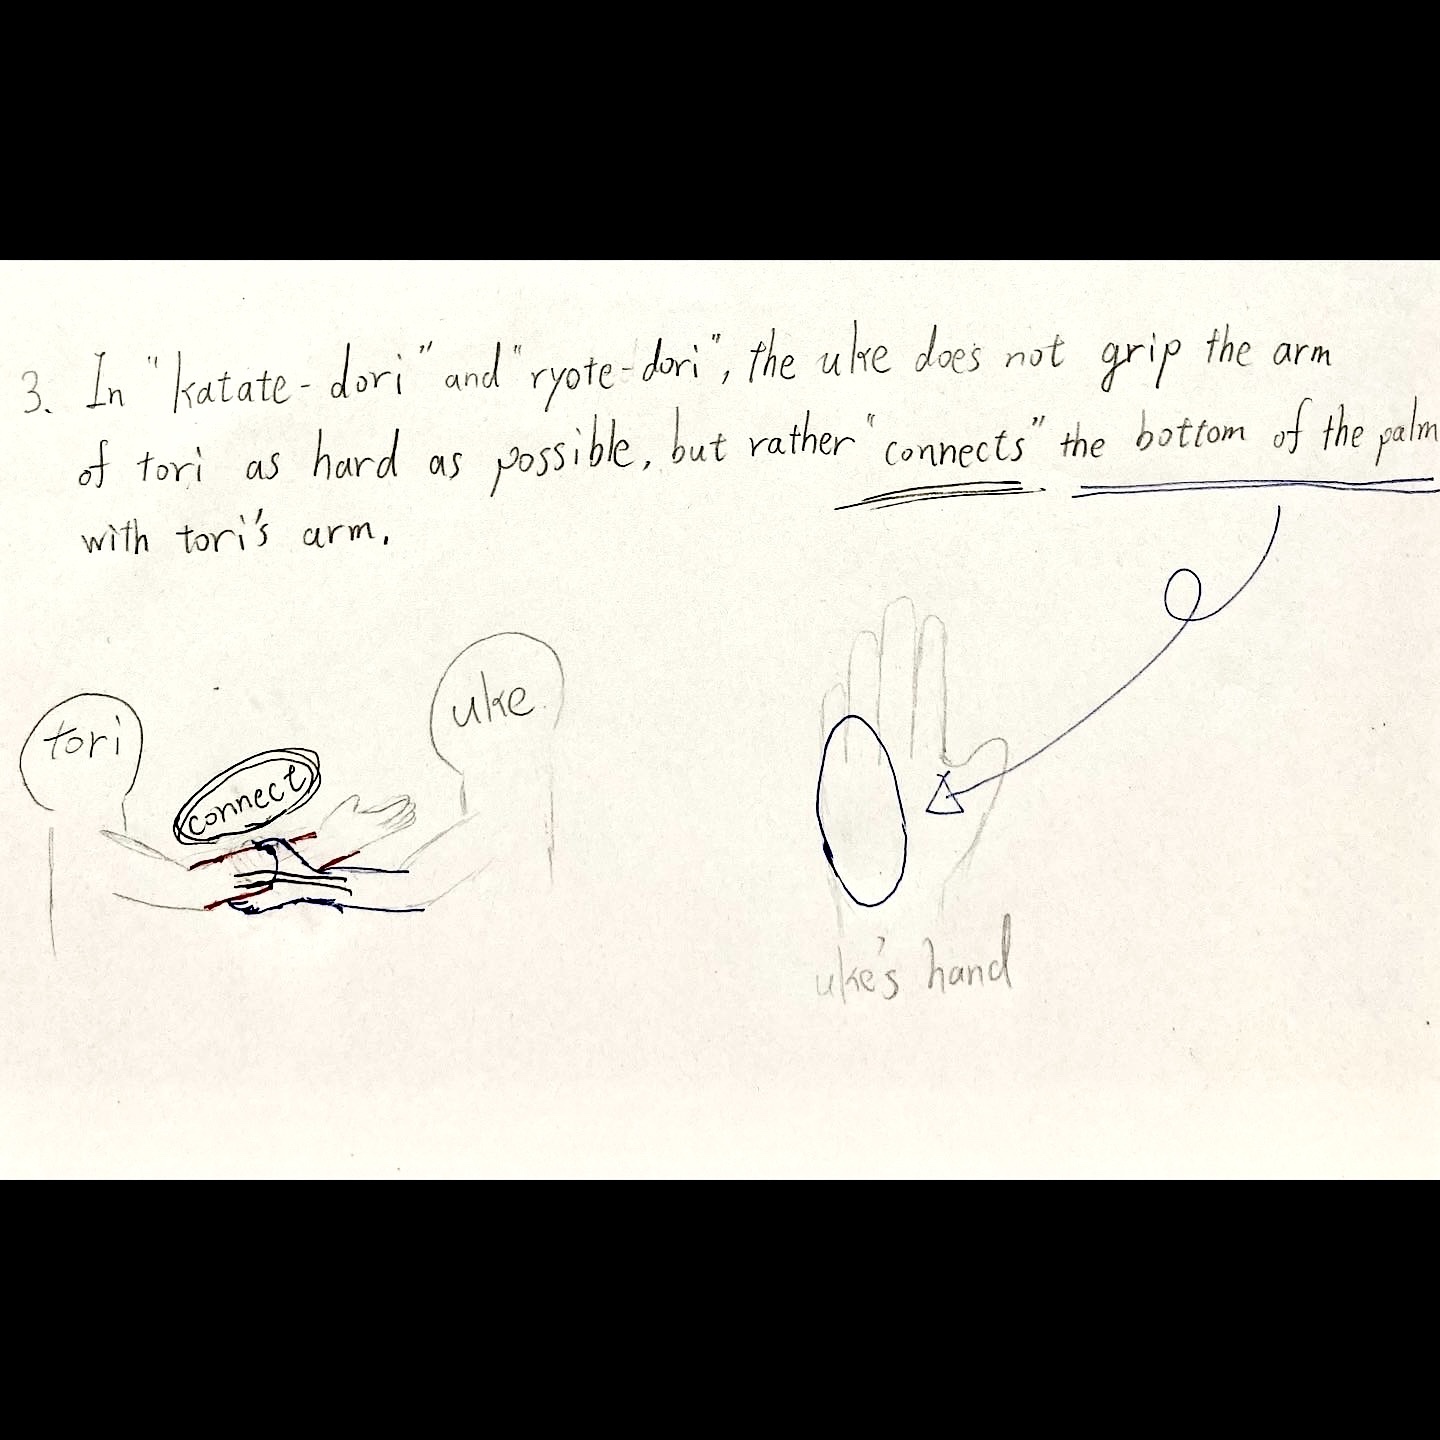 3. In "katate-dori" and "ryote-dori", the uke does not grip the arm
of tori as hard as possible, but rather "connects" the bottom of the palm
with tori's arm.
tori
uke
connect
uke's hand